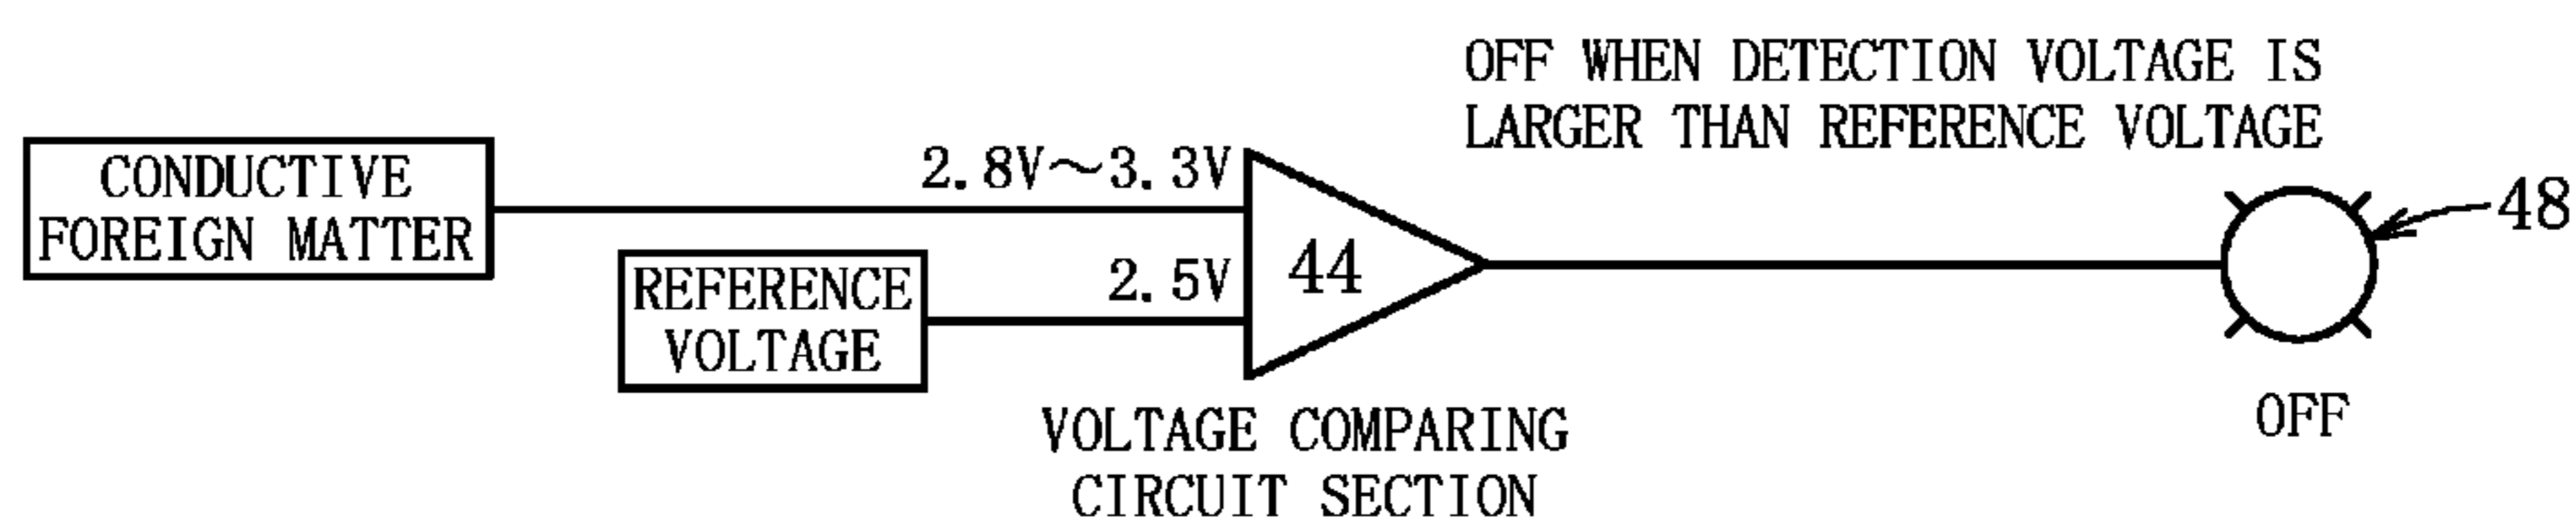 OFF WHEN DETECTION VOLTAGE IS
LARGER THAN REFERENCE VOLTAGE
CONDUCTIVE
FOREIGN MATTER
2.8V～3.3V
48
REFERENCE
VOLTAGE
2.5V
44
OFF
VOLTAGE COMPARING
CIRCUIT SECTION